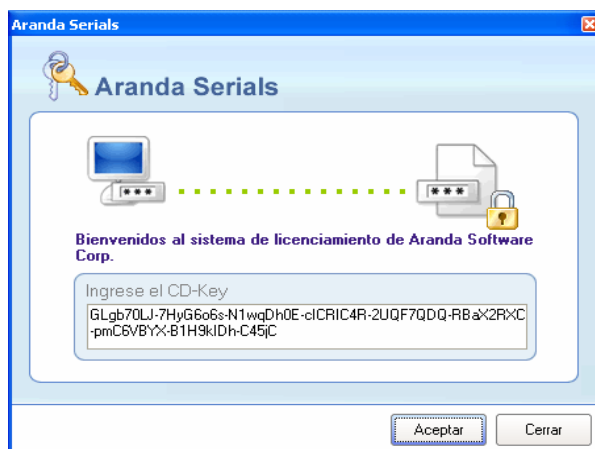 Aranda Serials
Aranda Serials
***
***
Bienvenidos al sistema de licenciamiento de Aranda Software
Corp.
Ingrese el CD-Key
GLgb70LJ-7HyG6o6s-N1wqDh0E-cICRIC4R-2UQF7QDQ-RBaX2RXC
-pmC6VBYX-B1H9kIDh-C45jC
Aceptar
Cerrar